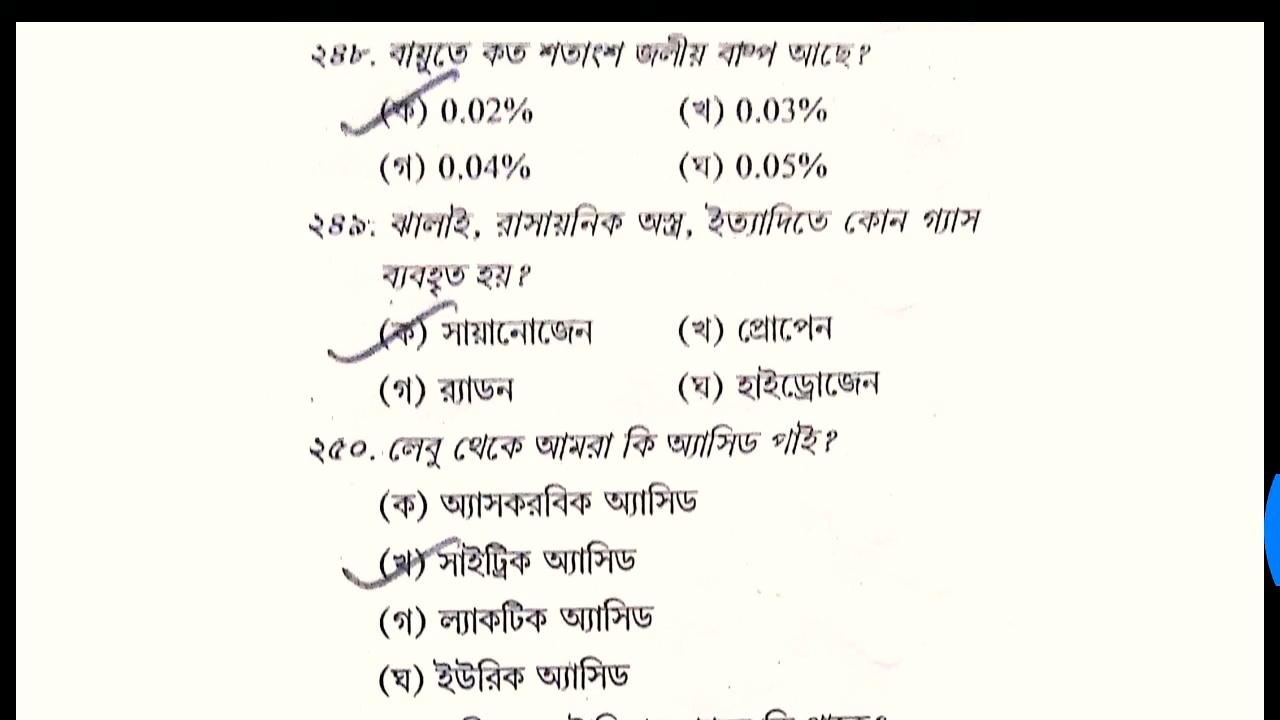 ২৪৮. বায়ুতে কত শতাংশ জলীয় বাষ্প আছে?
(ক) 0.02% (খ) 0.03%
(গ) 0.04% (ঘ) 0.05%
২৪৯. ঝালাই, রাসায়নিক অস্ত্র, ইত্যাদিতে কোন গ্যাস
ব্যবহৃত হয়?
(ক) সায়ানোজেন (খ) প্রোপেন
(গ) র‍্যাডন (ঘ) হাইড্রোজেন
২৫০. লেবু থেকে আমরা কি অ্যাসিড পাই?
(ক) অ্যাসকরবিক অ্যাসিড
(খ) সাইট্রিক অ্যাসিড
(গ) ল্যাকটিক অ্যাসিড
(ঘ) ইউরিক অ্যাসিড